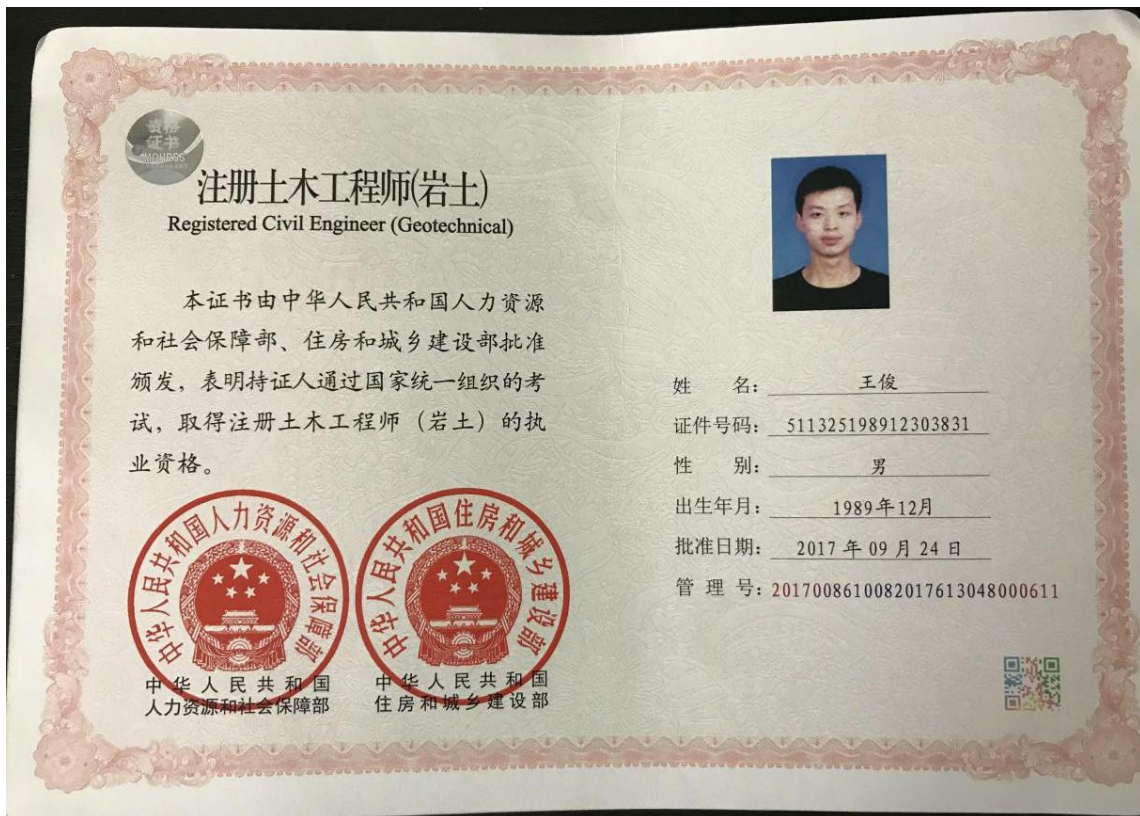 资格
证书
MOHRSS
注册土木工程师(岩土)
Registered Civil Engineer (Geotechnical)
本证书由中华人民共和国人力资源
和社会保障部、住房和城乡建设部批准
颁发，表明持证人通过国家统一组织的考
试，取得注册土木工程师（岩土）的执
业资格。
中华人民共和国人力资源和社会保障部
中华人民共和国住房和城乡建设部
中华人民共和国
人力资源和社会保障部
中华人民共和国
住房和城乡建设部
姓 名： 王俊
证件号码： 511325198912303831
性 别： 男
出生年月： 1989年12月
批准日期： 2017 年 09 月 24 日
管 理 号：2017008610082017613048000611